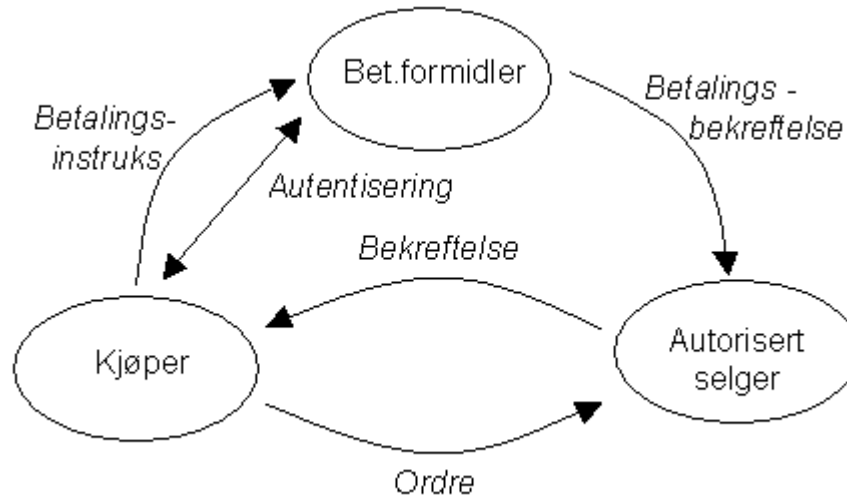 Bet.formidler
Betalings-
instruks
Betalings -
bekreftelse
Autentisering
Bekreftelse
Kjøper
Autorisert
selger
Ordre